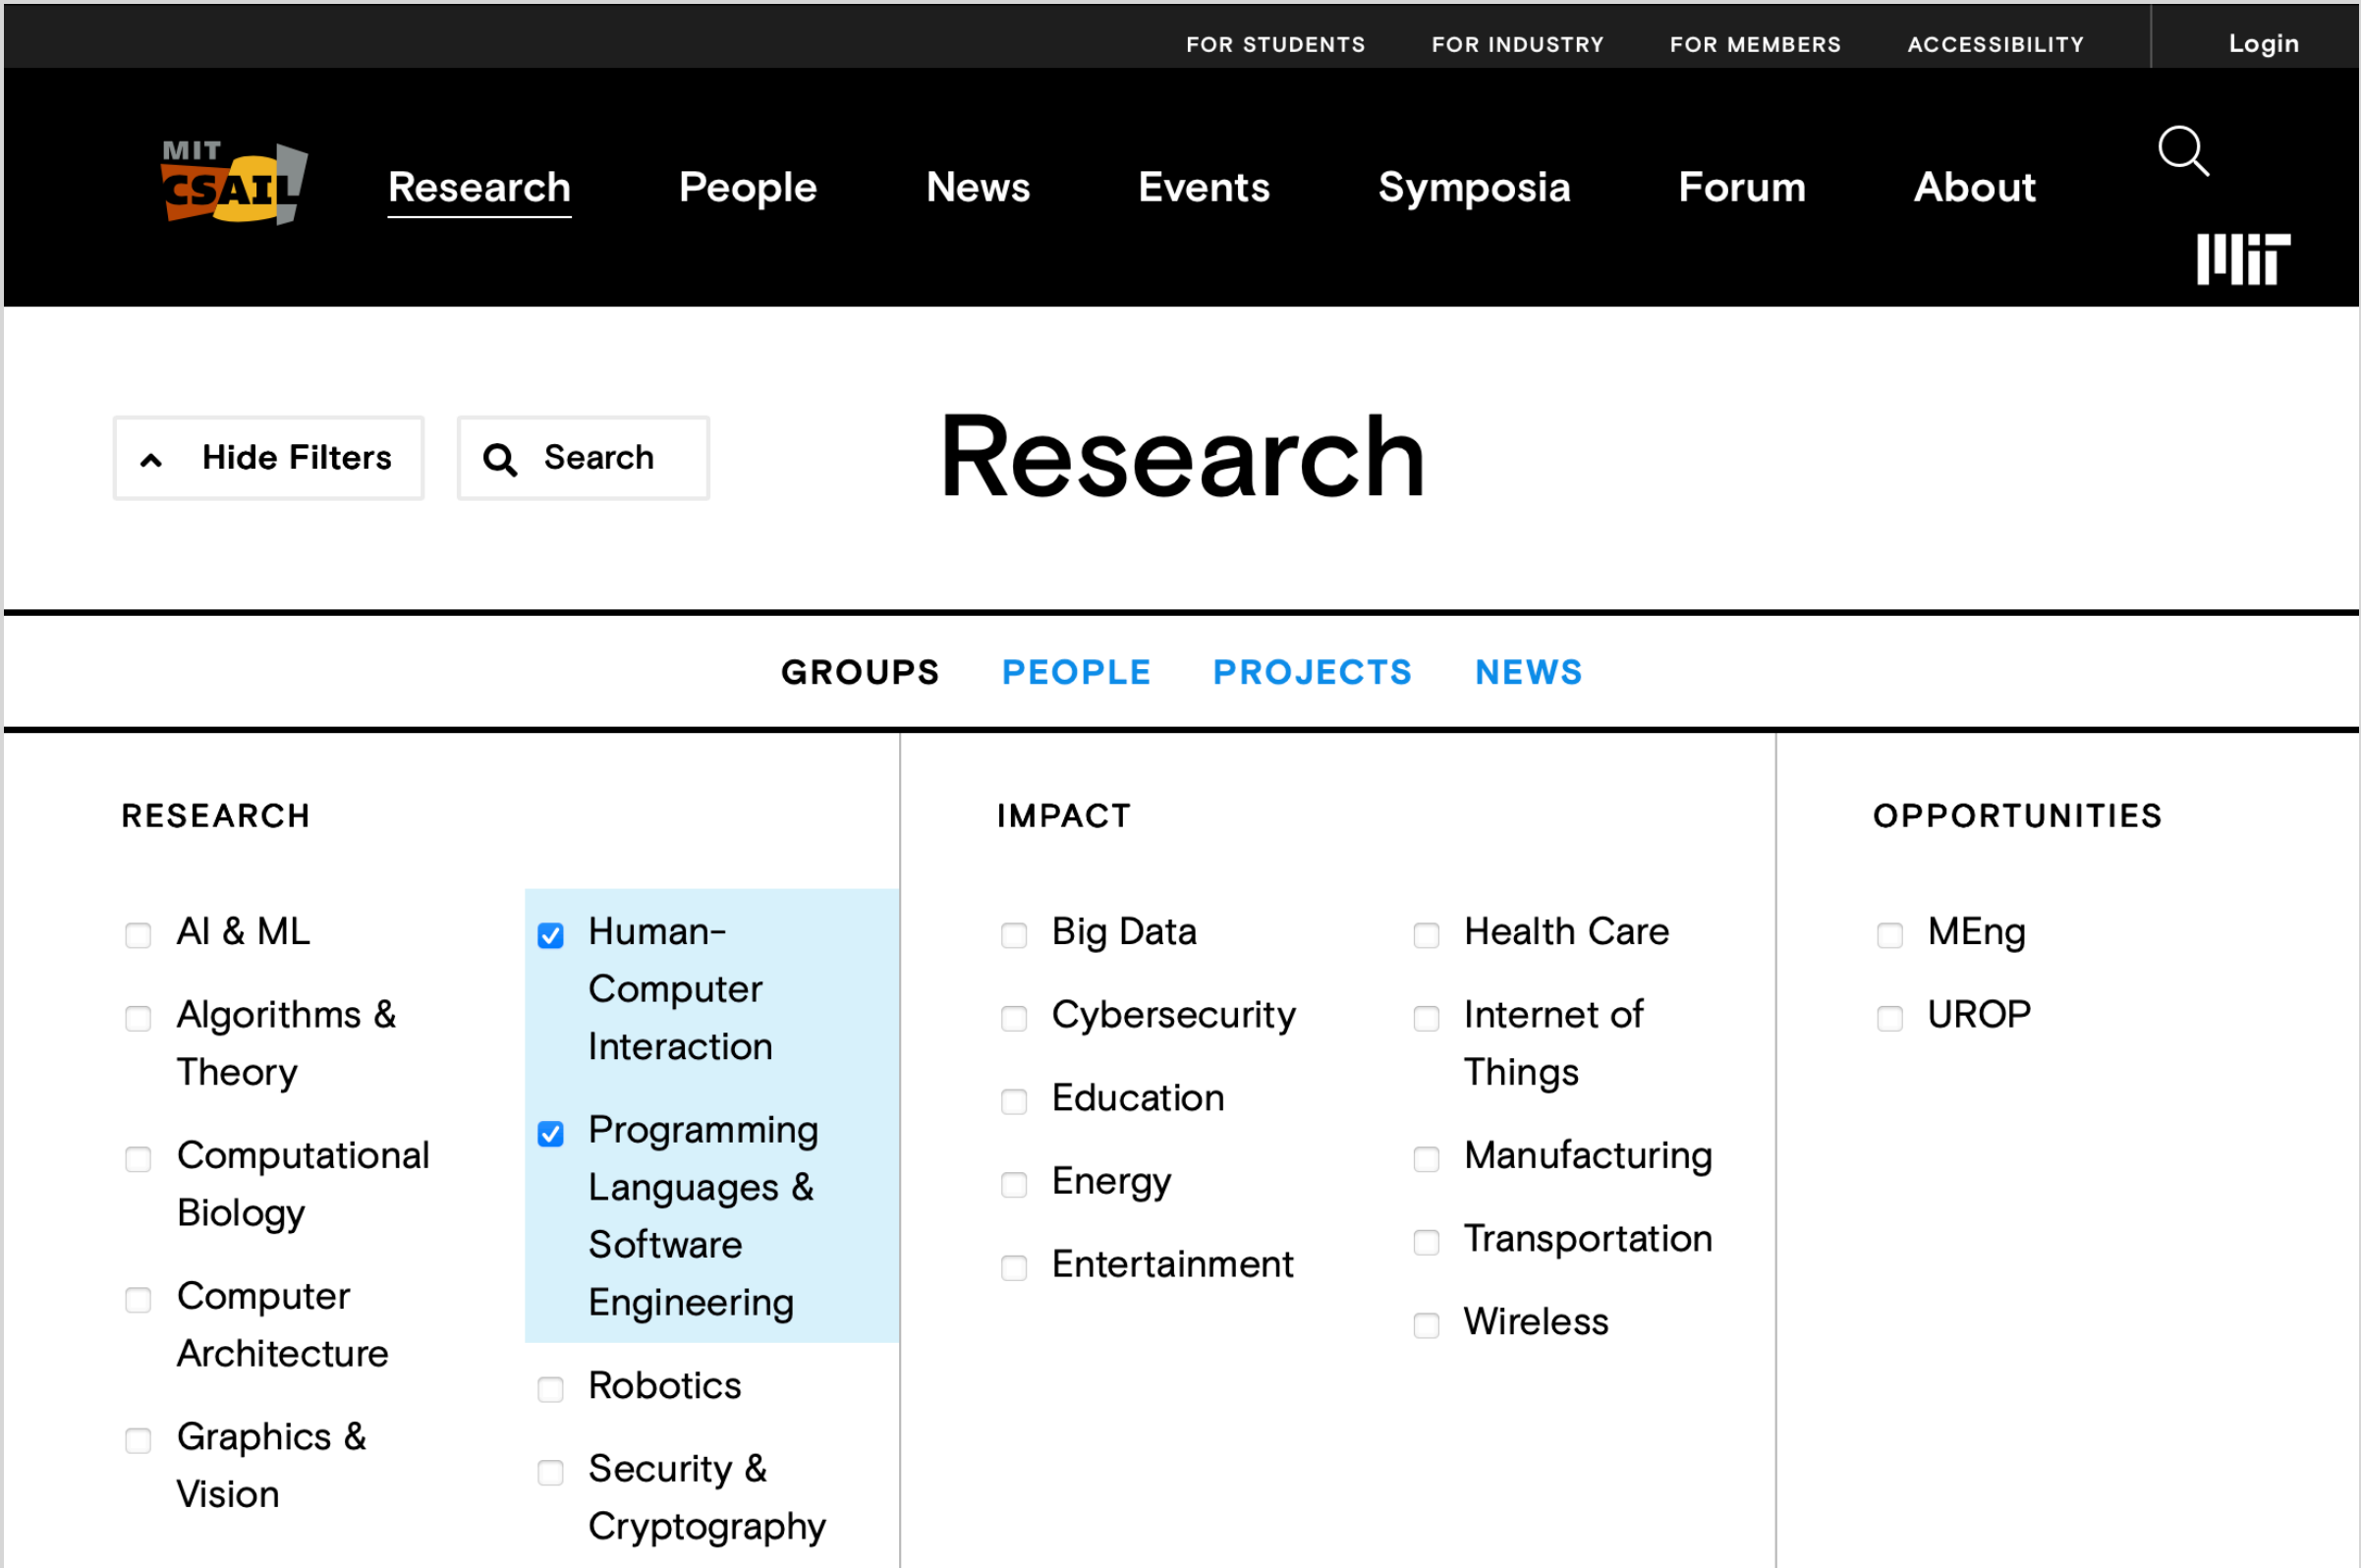 FOR STUDENTS FOR INDUSTRY FOR MEMBERS ACCESSIBILITY Login
MIT
CSAIL
Research People News Events Symposia Forum About
MIT
Hide Filters Search
Research
GROUPS PEOPLE PROJECTS NEWS
RESEARCH
AI & ML
Algorithms &
Theory
Computational
Biology
Computer
Architecture
Graphics &
Vision
Human-
Computer
Interaction
Programming
Languages &
Software
Engineering
Robotics
Security &
Cryptography
IMPACT
Big Data
Cybersecurity
Education
Energy
Entertainment
Health Care
Internet of
Things
Manufacturing
Transportation
Wireless
OPPORTUNITIES
MEng
UROP